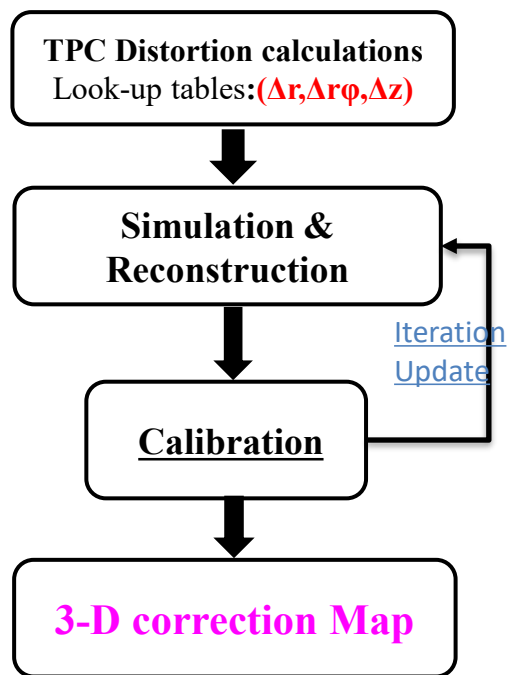 TPC Distortion calculations
Look-up tables:(Δr,Δrφ,Δz)
Simulation &
Reconstruction
Iteration
Update
Calibration
3-D correction Map